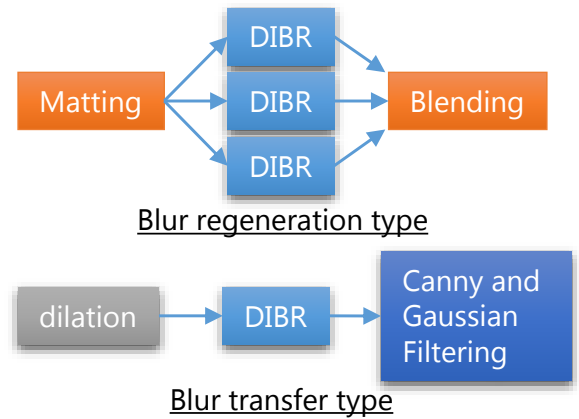 DIBR
Matting
DIBR
Blending
DIBR
Blur regeneration type
dilation
DIBR
Canny and
Gaussian
Filtering
Blur transfer type